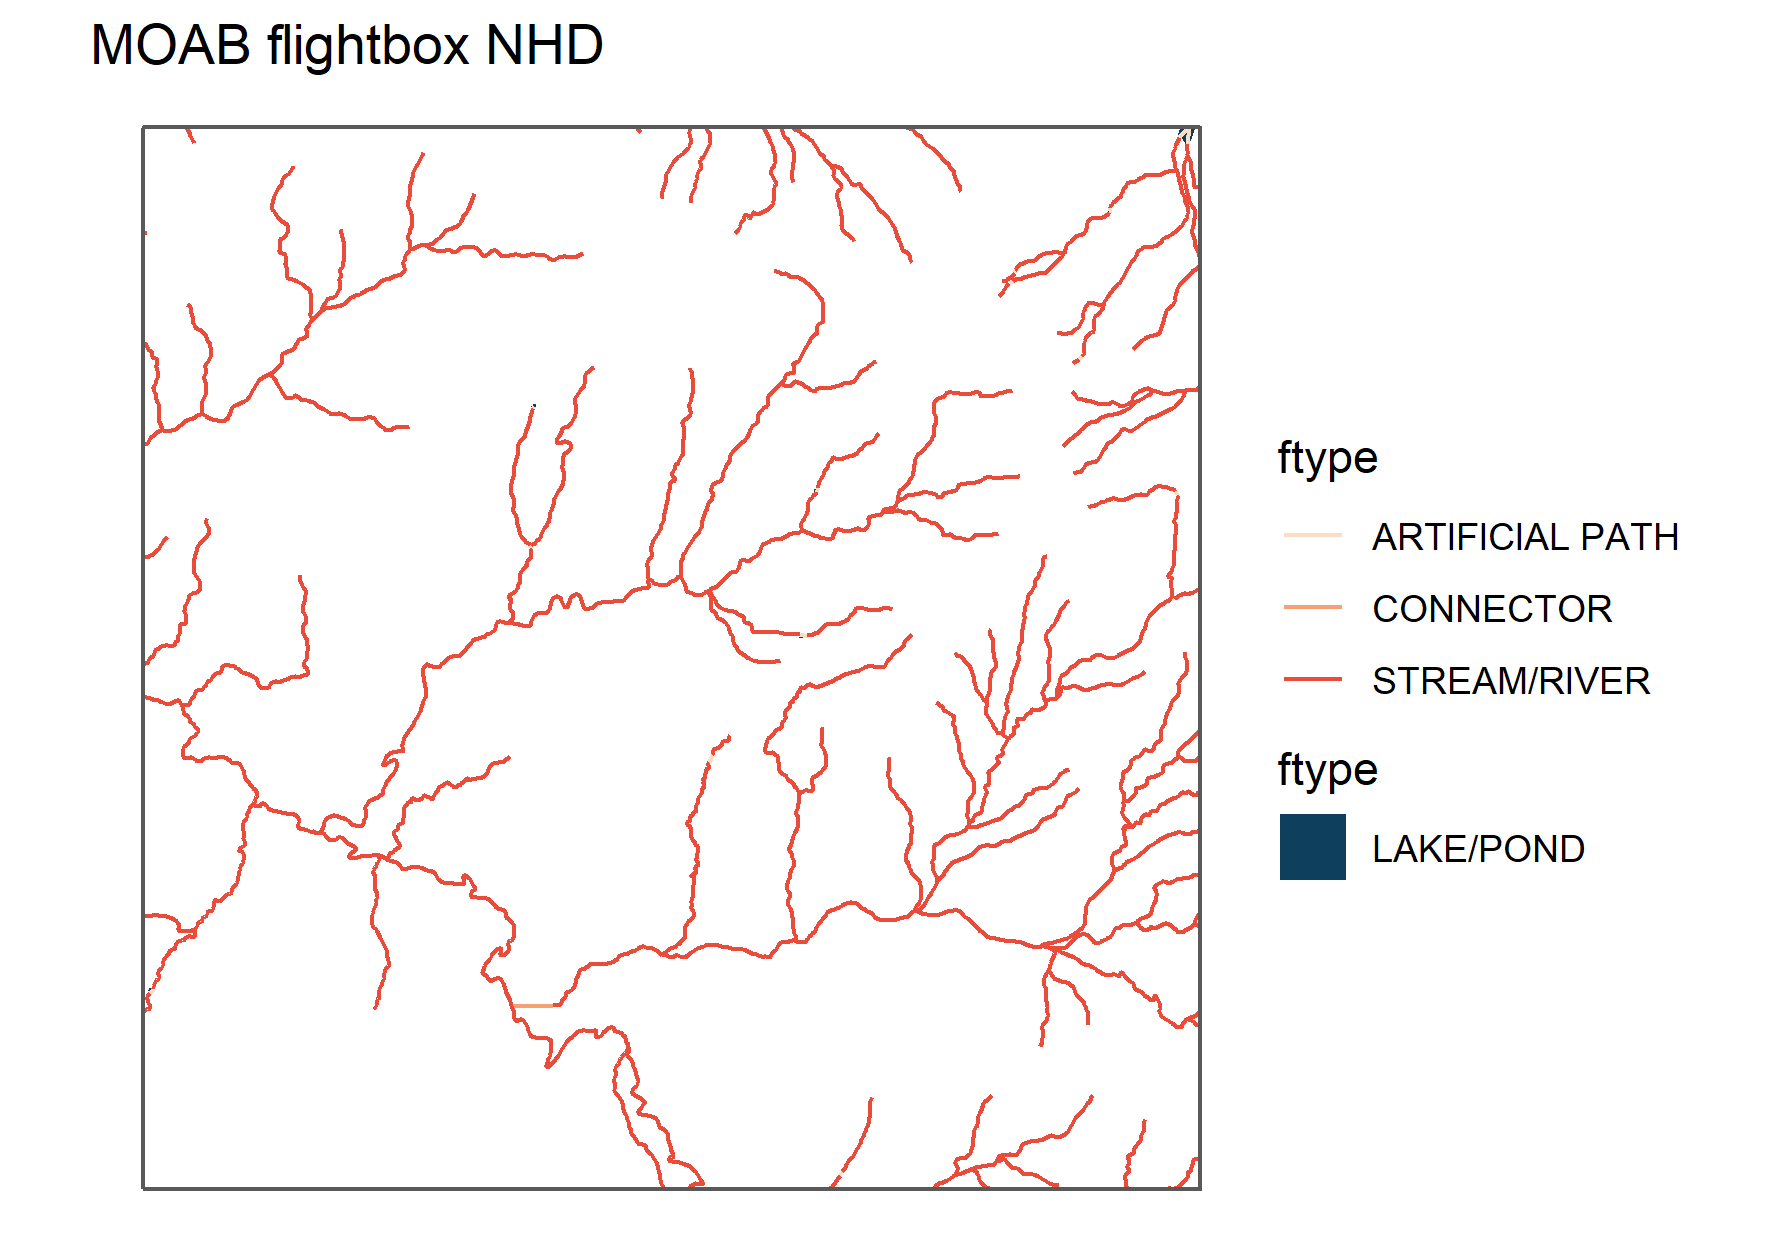 MOAB flightbox NHD
ftype
ARTIFICIAL PATH
CONNECTOR
STREAM/RIVER
ftype
LAKE/POND